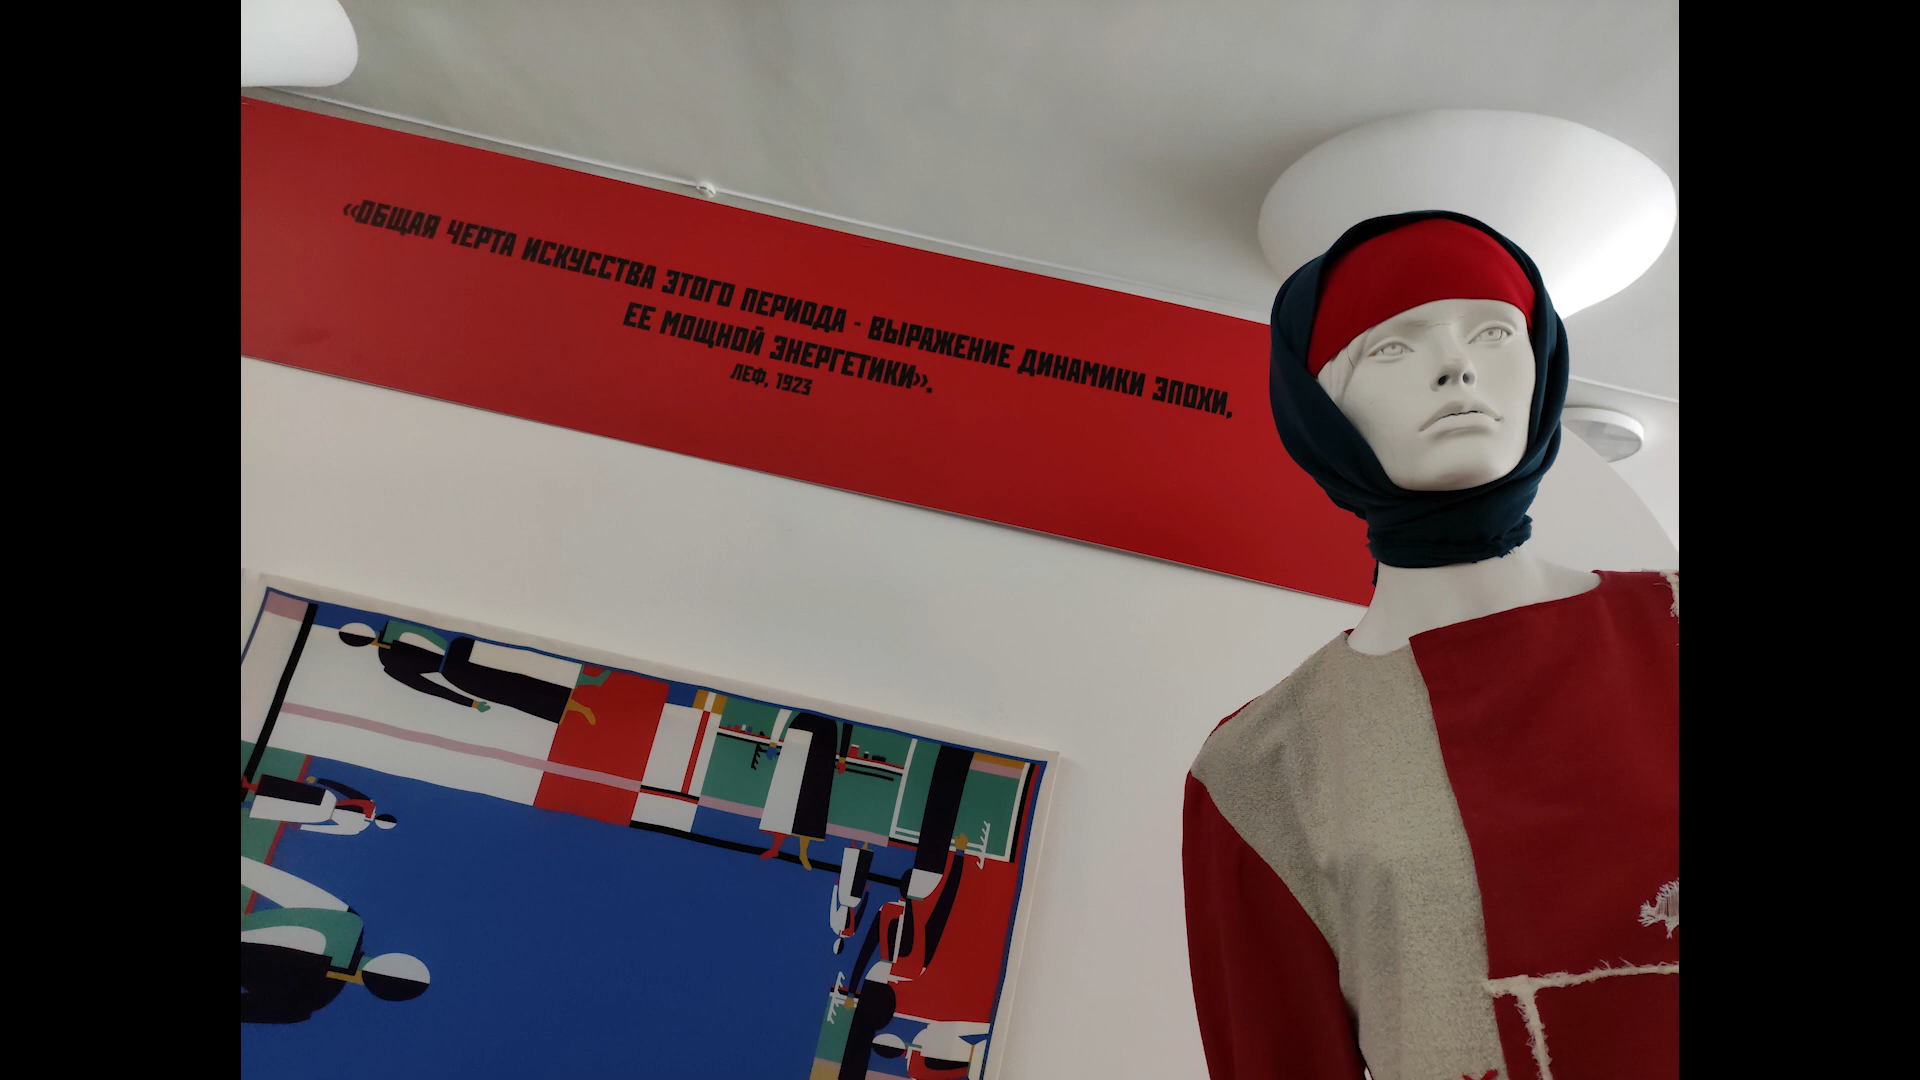 «ОБЩАЯ ЧЕРТА ИСКУССТВА ЭТОГО ПЕРИОДА - ВЫРАЖЕНИЕ ДИНАМИКИ ЭПОХИ,
ЕЕ МОЩНОЙ ЭНЕРГЕТИКИ».
ЛЕФ, 1923